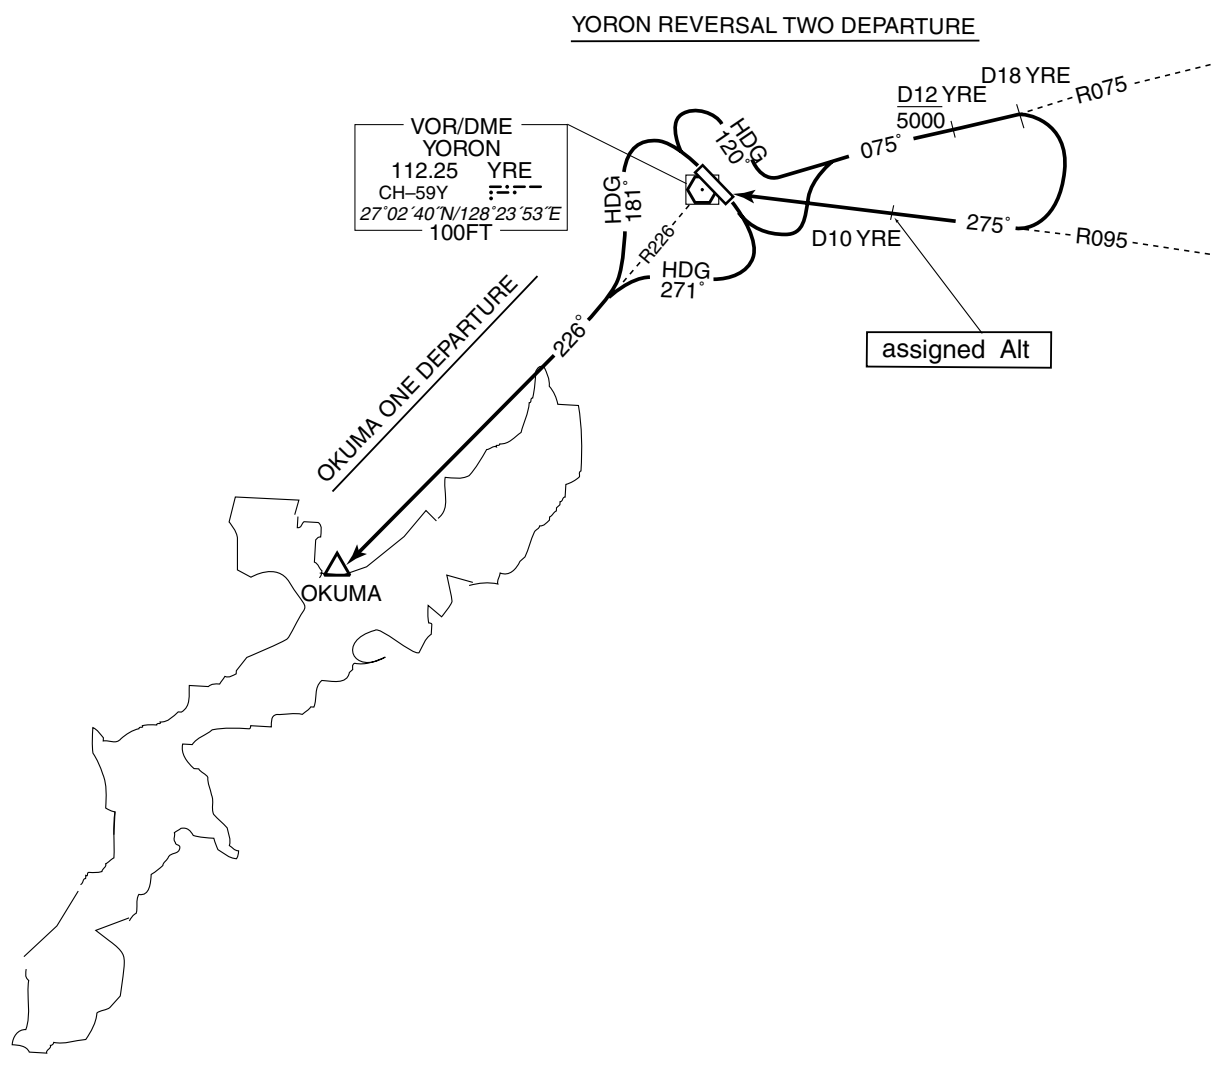 YORON REVERSAL TWO DEPARTURE
D18 YRE
R075
D12 YRE
5000
075°
HDG
120°
VOR/DME
YORON
112.25 YRE
CH–59Y
27°02´40˝N/128°23´53˝E
100FT
HDG
181°
R226
HDG
271°
D10 YRE
275°
R095
assigned Alt
226°
OKUMA ONE DEPARTURE
OKUMA